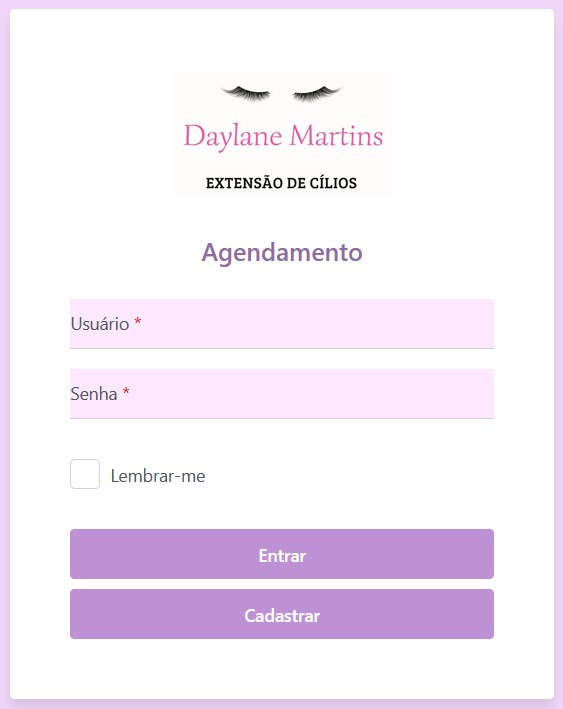 Daylane Martins
EXTENSÃO DE CÍLIOS
Agendamento
Usuário *
Senha *
Lembrar-me
Entrar
Cadastrar